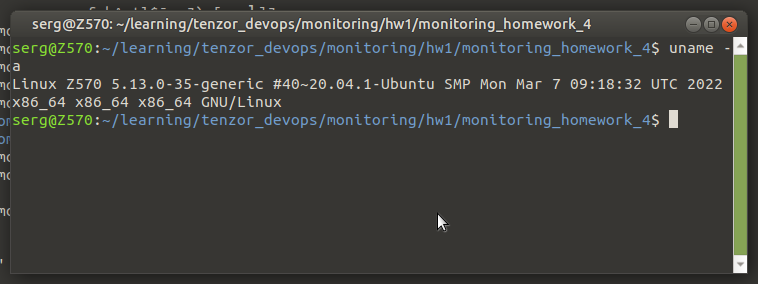 serg@Z570: ~/learning/tenzor_devops/monitoring/hw1/monitoring_homework_4
serg@Z570:~/learning/tenzor_devops/monitoring/hw1/monitoring_homework_4$ uname -
a
Linux Z570 5.13.0-35-generic #40~20.04.1-Ubuntu SMP Mon Mar 7 09:18:32 UTC 2022
x86_64 x86_64 x86_64 GNU/Linux
serg@Z570:~/learning/tenzor_devops/monitoring/hw1/monitoring_homework_4$